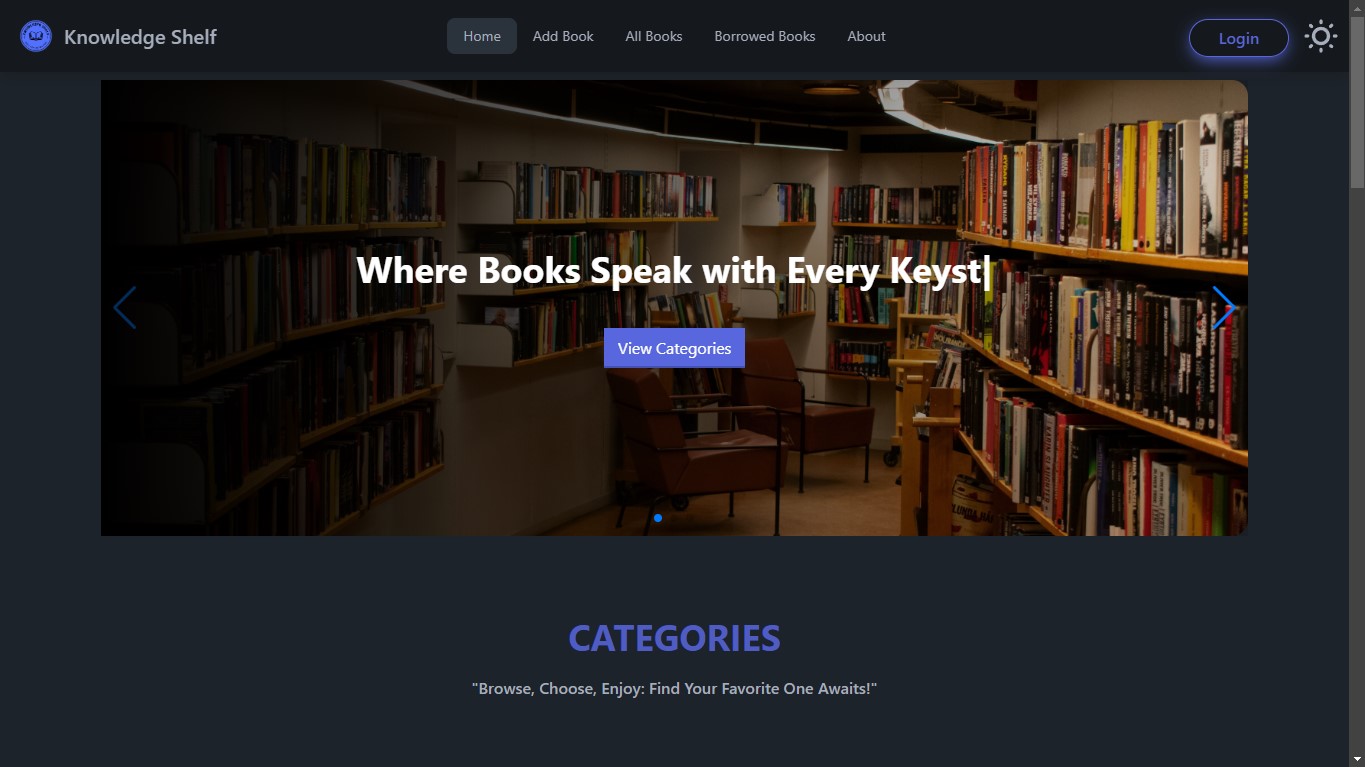 Knowledge Shelf
Home
Add Book
All Books
Borrowed Books
About
Login
Where Books Speak with Every Keyst|
View Categories
CATEGORIES
"Browse, Choose, Enjoy: Find Your Favorite One Awaits!"